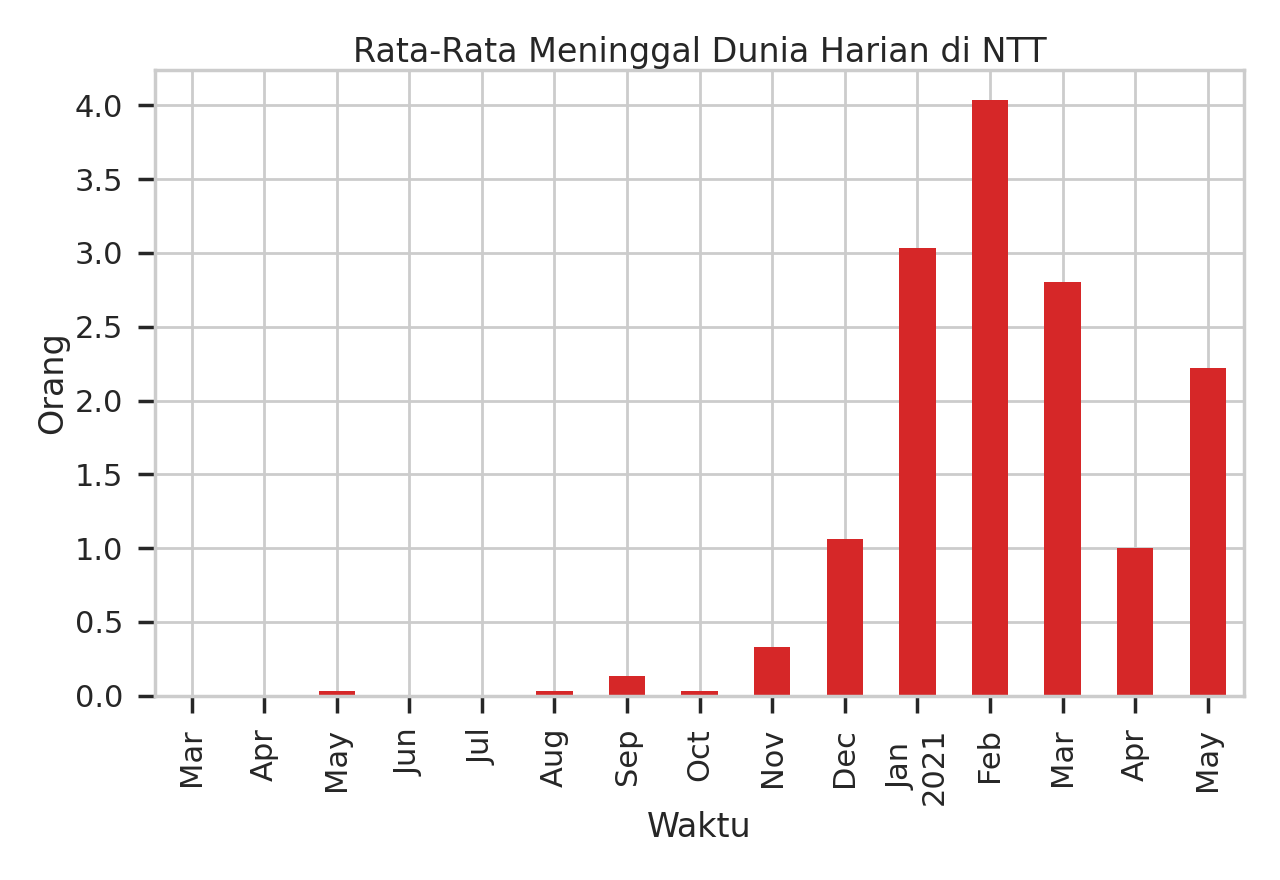 Rata-Rata Meninggal Dunia Harian di NTT
4.0
3.5
3.0
2.5
2.0
1.5
1.0
0.5
0.0
Orang
Mar
Apr
May
Jun
Jul
Aug
Sep
Oct
Nov
Dec
Jan
2021
Feb
Mar
Apr
May
Waktu